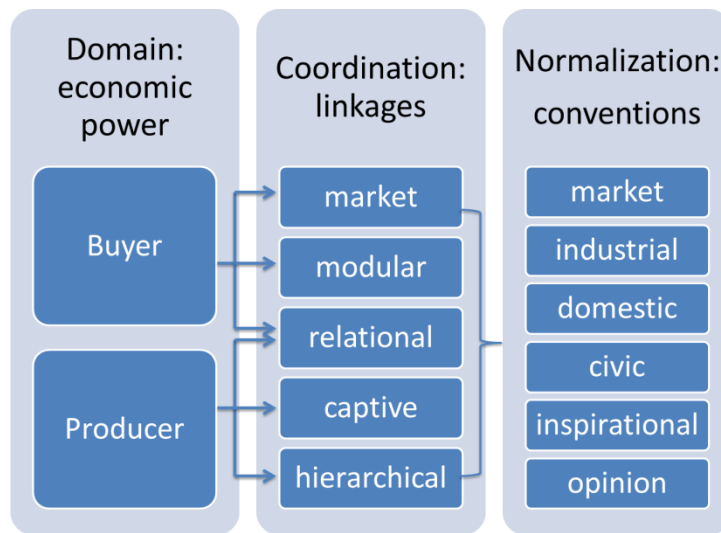 Domain:
economic
power
Buyer
Producer
Coordination:
linkages
market
modular
relational
captive
hierarchical
Normalization:
conventions
market
industrial
domestic
civic
inspirational
opinion